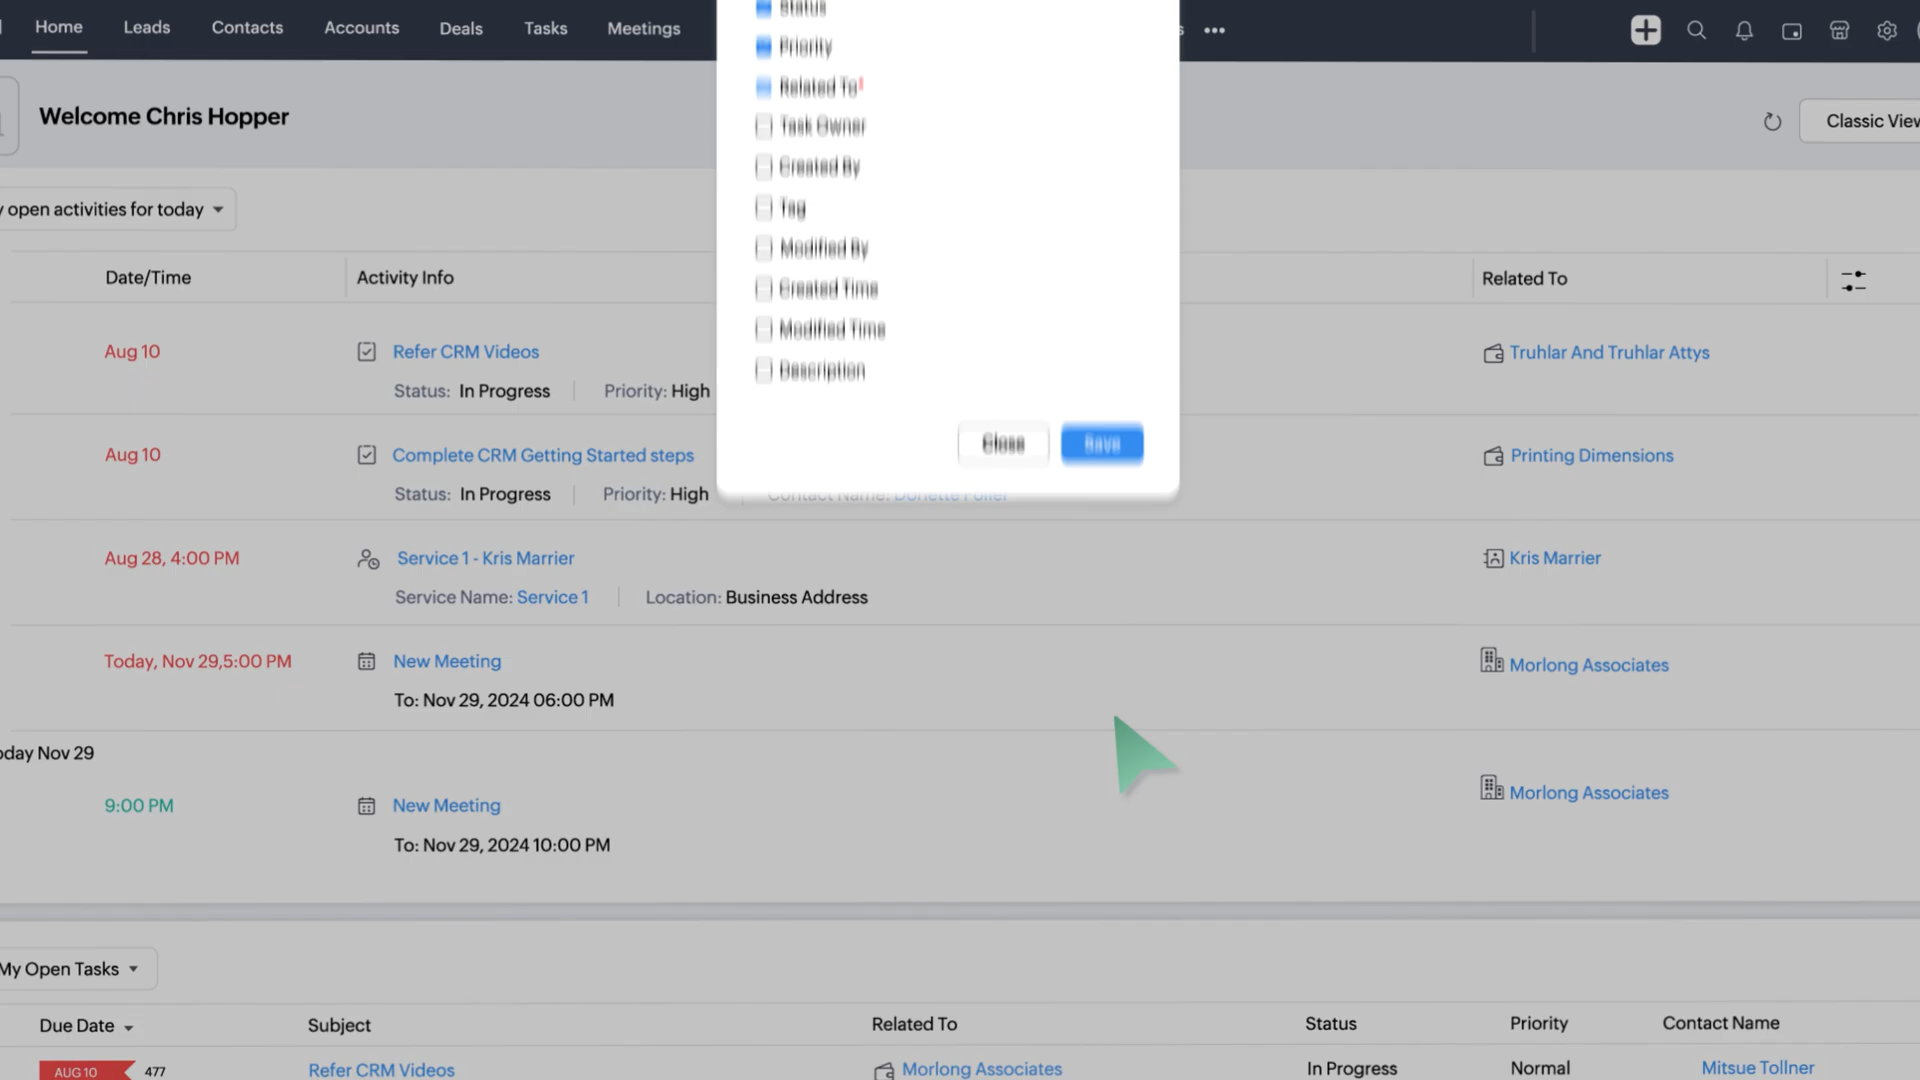 Home Leads Contacts Accounts Deals Tasks Meetings s •••
Welcome Chris Hopper
Classic View
y open activities for today
Status
Priority
Related To
Task Owner
Created By
Tag
Modified By
Created Time
Modified Time
Description
Close Save
Date/Time Activity Info Related To
Aug 10 Refer CRM Videos Truhlar And Truhlar Attys
Status: In Progress Priority: High
Aug 10 Complete CRM Getting Started steps Printing Dimensions
Status: In Progress Priority: High Contact Name: Donette Foller
Aug 28, 4:00 PM Service 1 - Kris Marrier Kris Marrier
Service Name: Service 1 Location: Business Address
Today, Nov 29,5:00 PM New Meeting Morlong Associates
To: Nov 29, 2024 06:00 PM
oday Nov 29
9:00 PM New Meeting Morlong Associates
To: Nov 29, 2024 10:00 PM
My Open Tasks
Due Date Subject Related To Status Priority Contact Name
AUG 10 477 Refer CRM Videos Morlong Associates In Progress Normal Mitsue Tollner